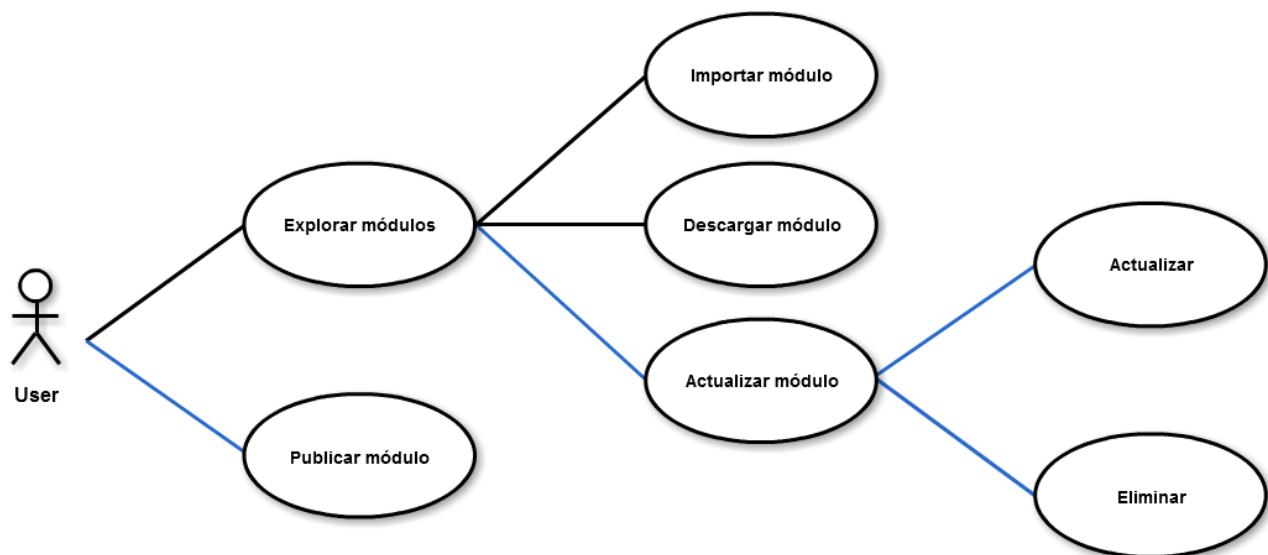 Importar módulo
Explorar módulos
Descargar módulo
Actualizar
User
Actualizar módulo
Publicar módulo
Eliminar